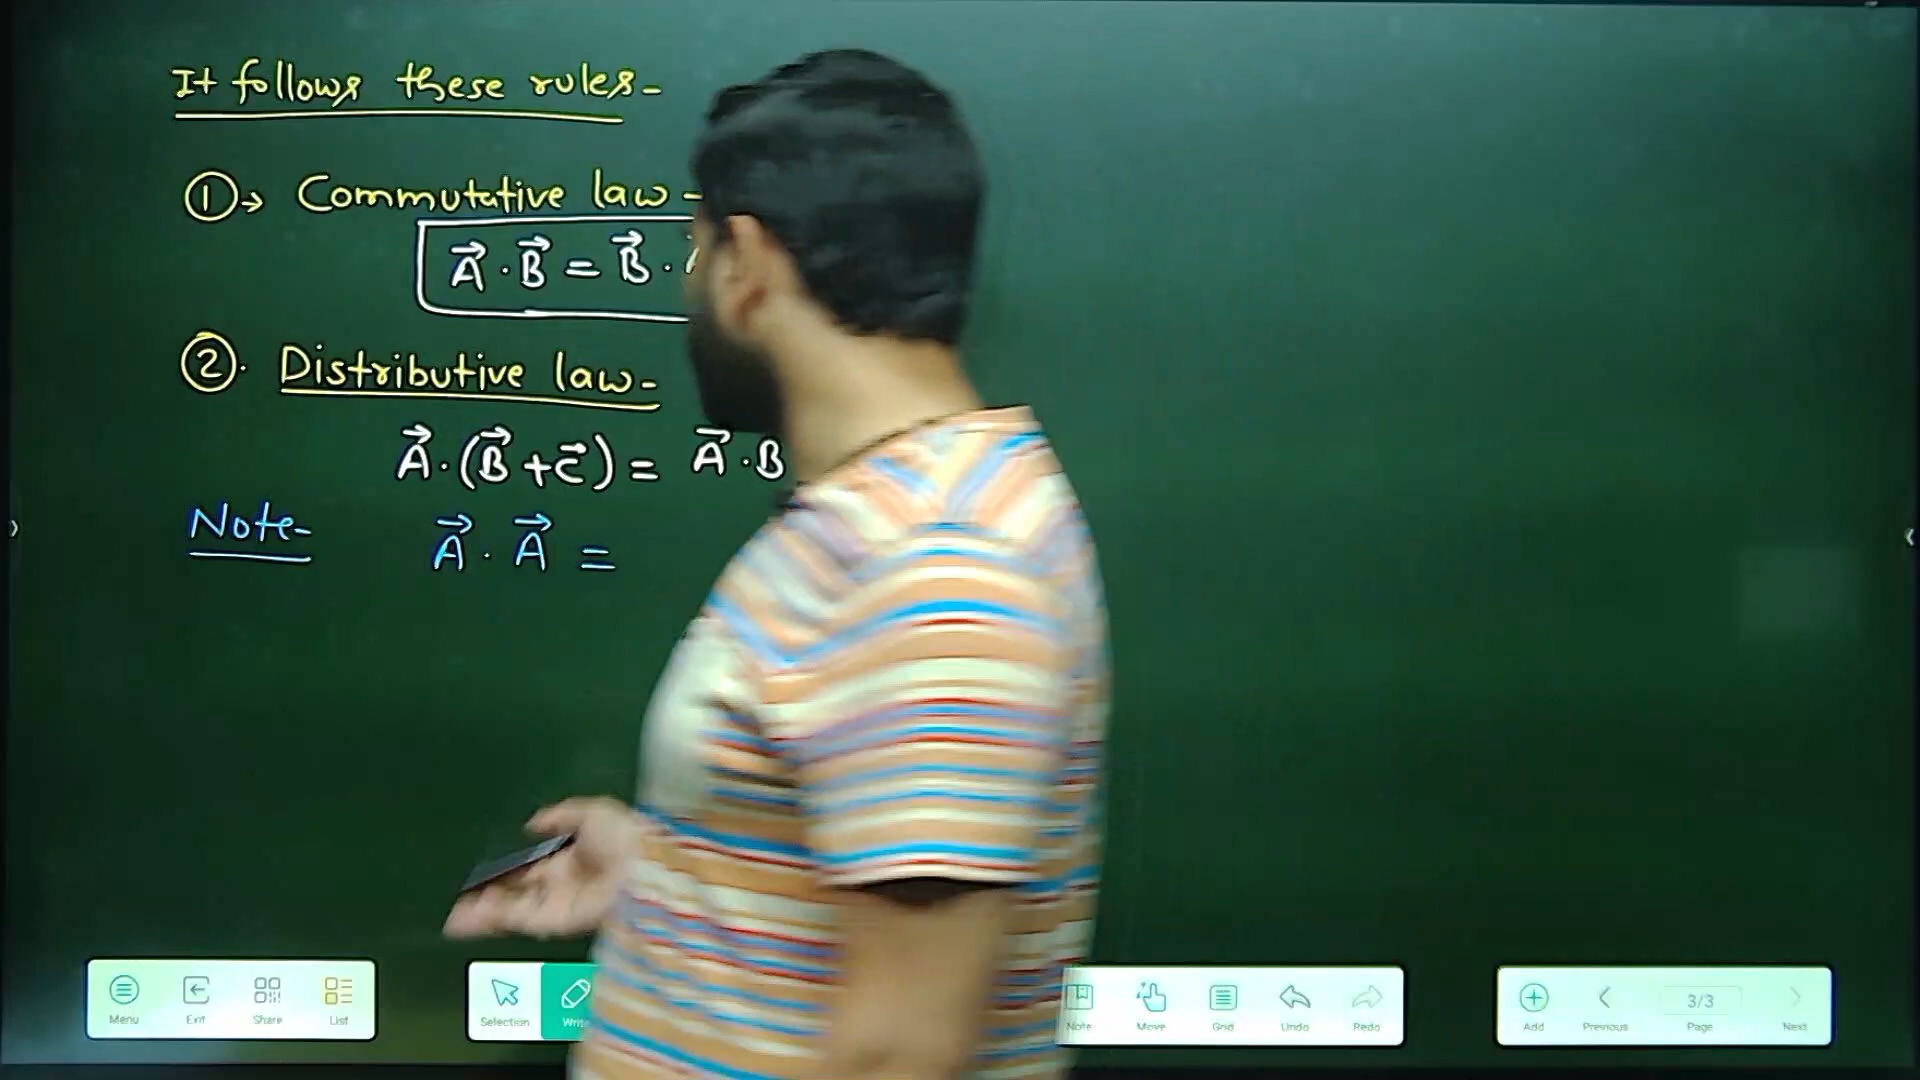 It follows these rules-
①→ Commutative law-
A⃗ · B⃗ = B⃗ ·
②· Distributive law-
A⃗ · (B⃗ + C⃗) = A⃗ · B
Note- A⃗ · A⃗ =
Menu Exit Share List Selection Write Note Move Grid Undo Redo Add Previous 3/3 Page Next